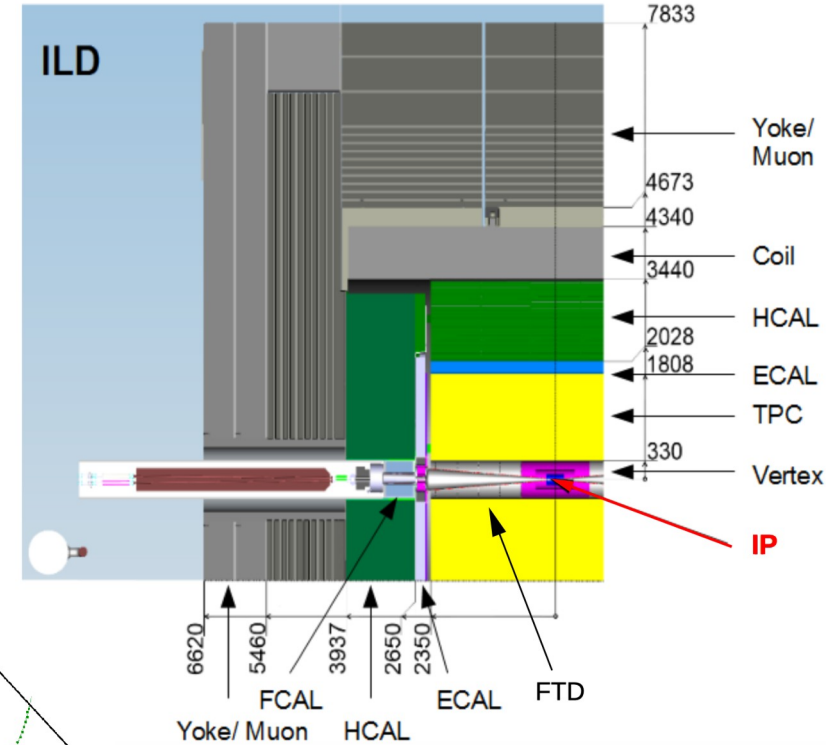 ILD
7833
Yoke/
Muon
4673
4340
Coil
3440
HCAL
2028
1808
ECAL
TPC
330
Vertex
IP
6620
5460
3937
2650
2350
FCAL
ECAL
FTD
Yoke/ Muon
HCAL